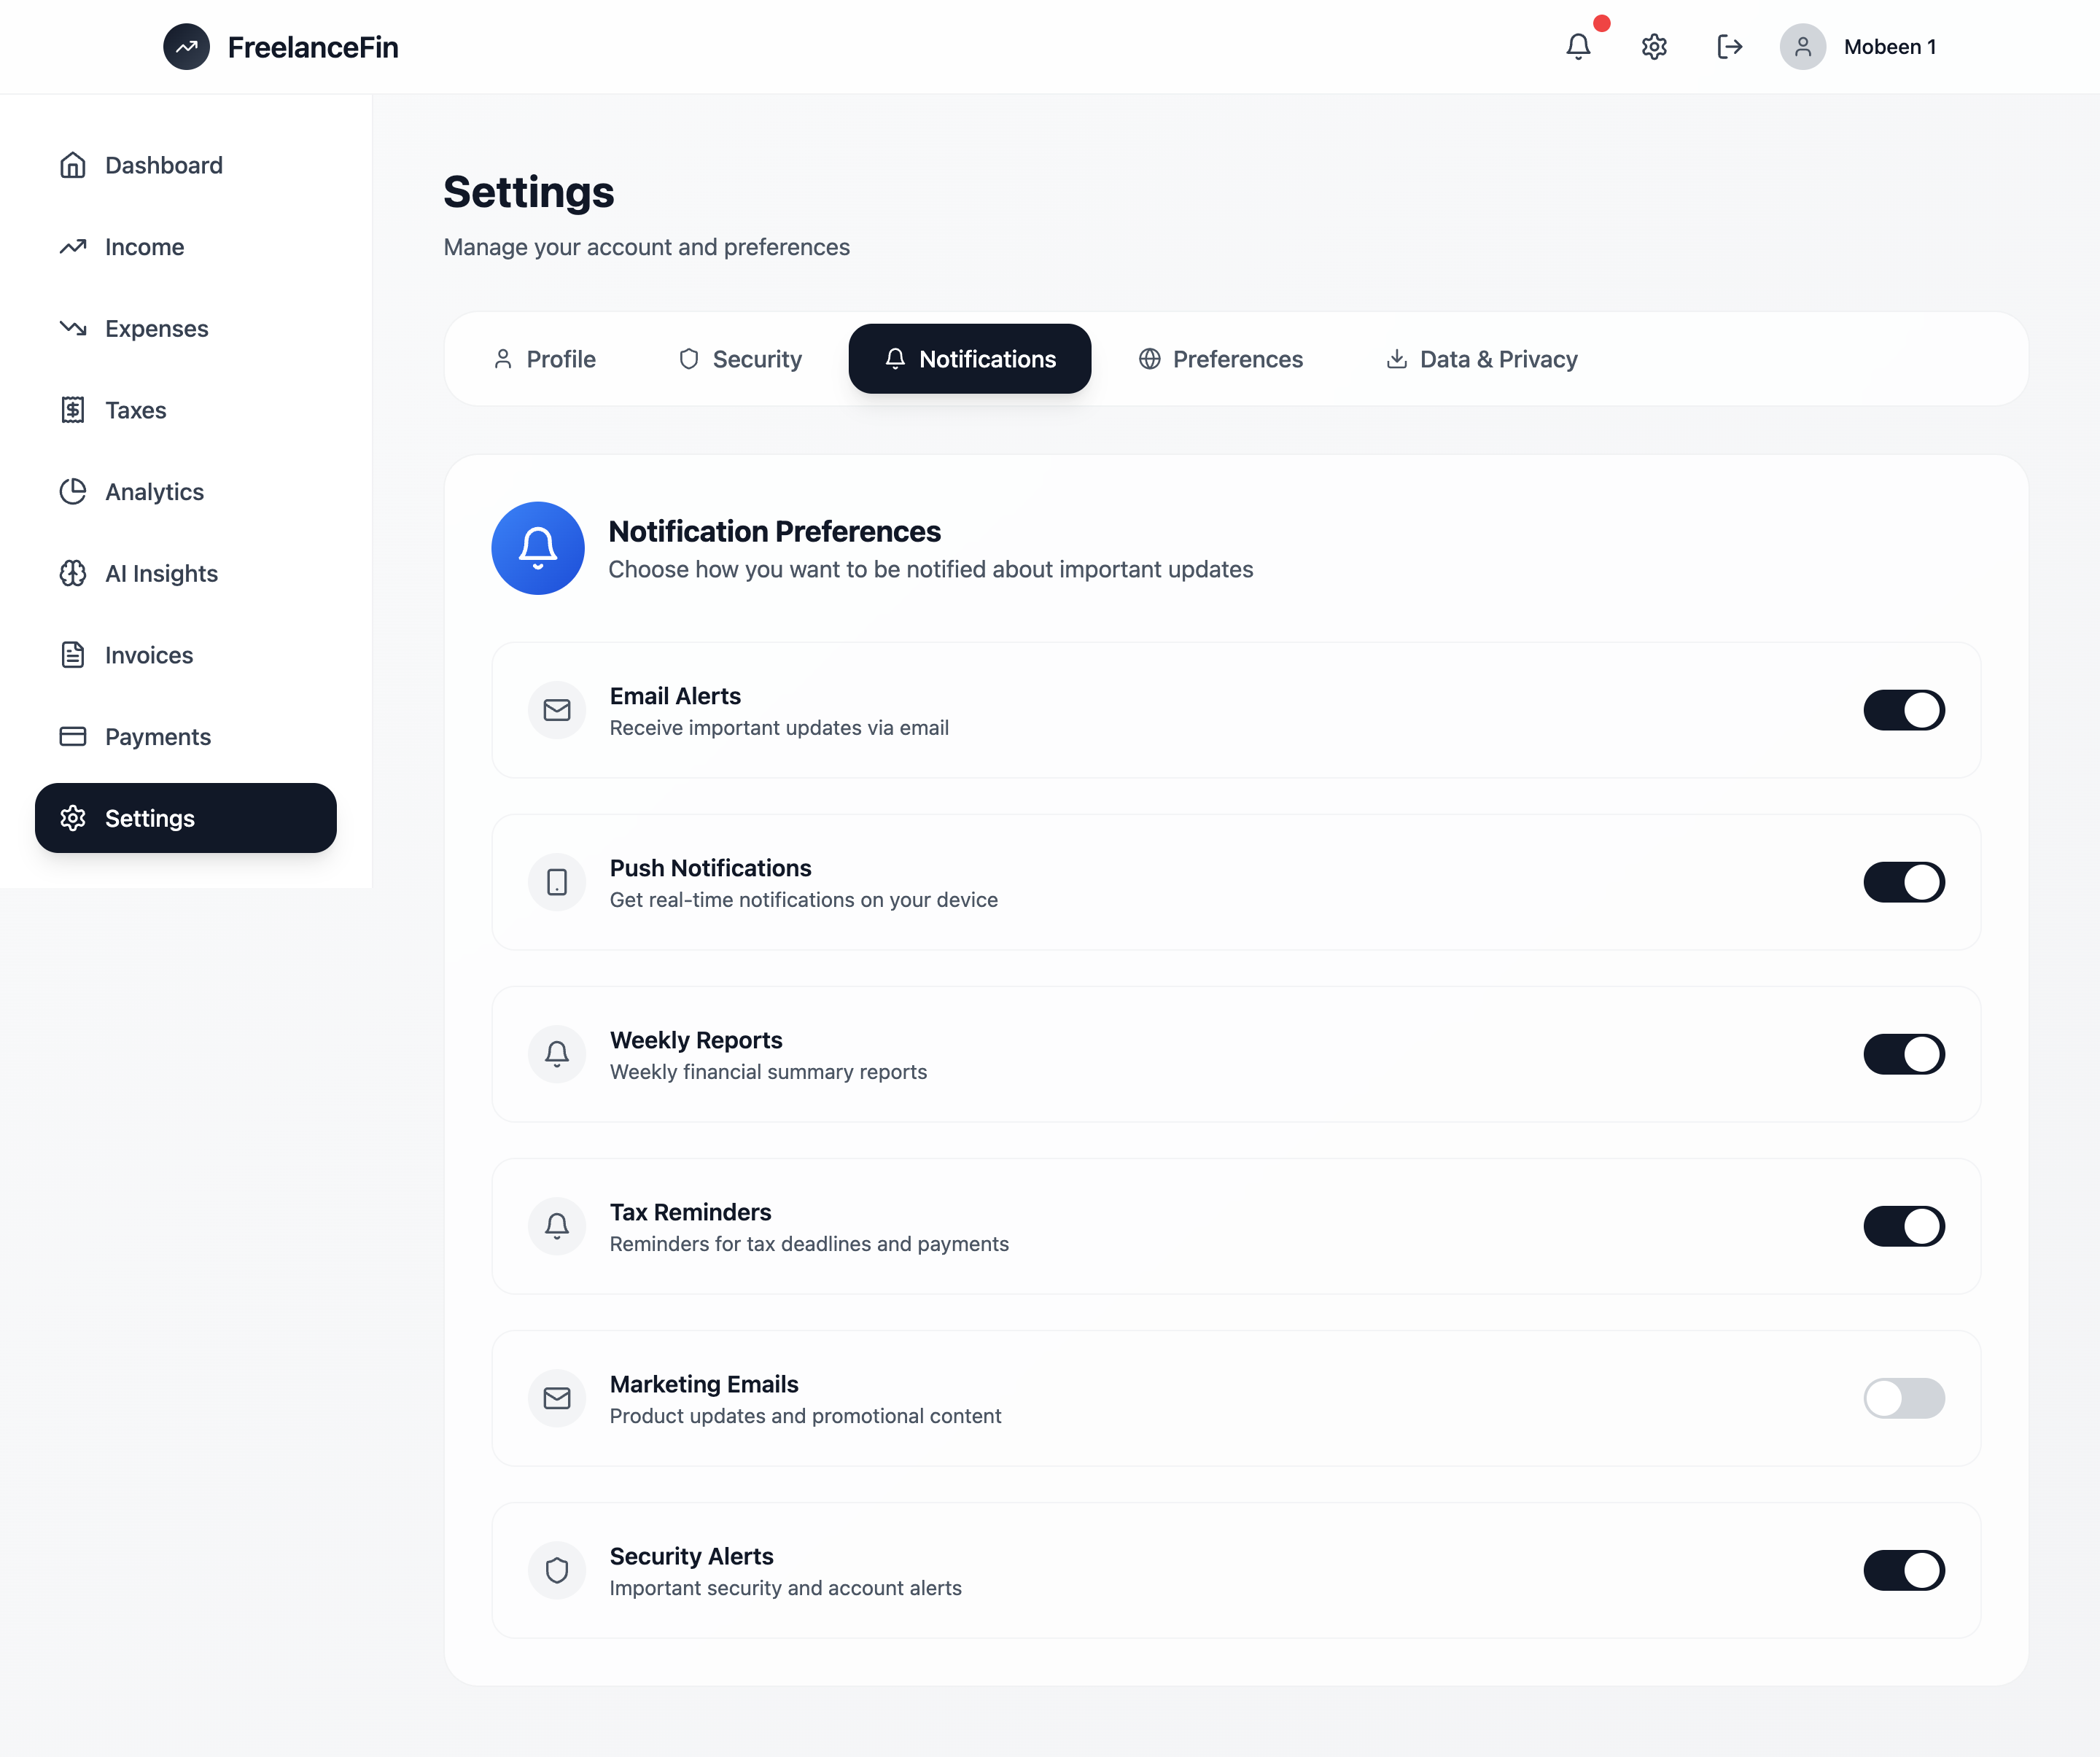 FreelanceFin
Mobeen 1
Dashboard
Income
Expenses
Taxes
Analytics
AI Insights
Invoices
Payments
Settings
Settings
Manage your account and preferences
Profile
Security
Notifications
Preferences
Data & Privacy
Notification Preferences
Choose how you want to be notified about important updates
Email Alerts
Receive important updates via email
Push Notifications
Get real-time notifications on your device
Weekly Reports
Weekly financial summary reports
Tax Reminders
Reminders for tax deadlines and payments
Marketing Emails
Product updates and promotional content
Security Alerts
Important security and account alerts